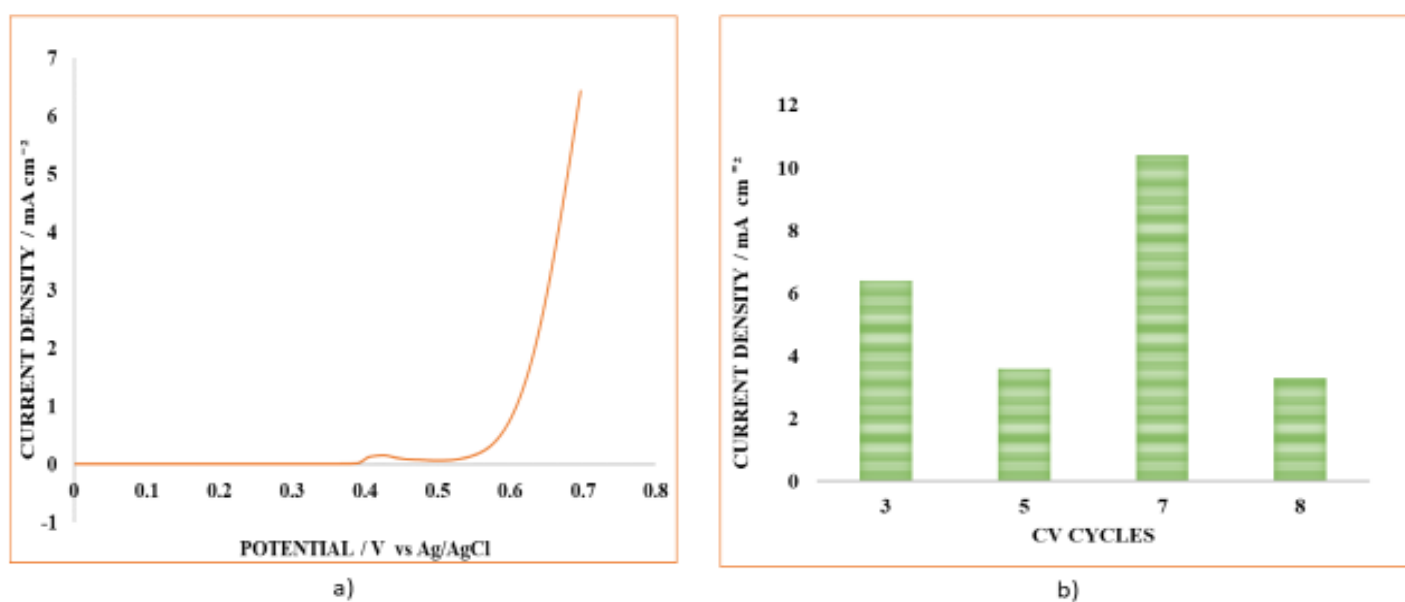 7
6
5
4
3
2
1
0
-1
0 0.1 0.2 0.3 0.4 0.5 0.6 0.7 0.8
CURRENT DENSITY / mA cm⁻²
POTENTIAL / V vs Ag/AgCl
a)
12
10
8
6
4
2
0
3 5 7 8
CURRENT DENSITY / mA cm⁻²
CV CYCLES
b)